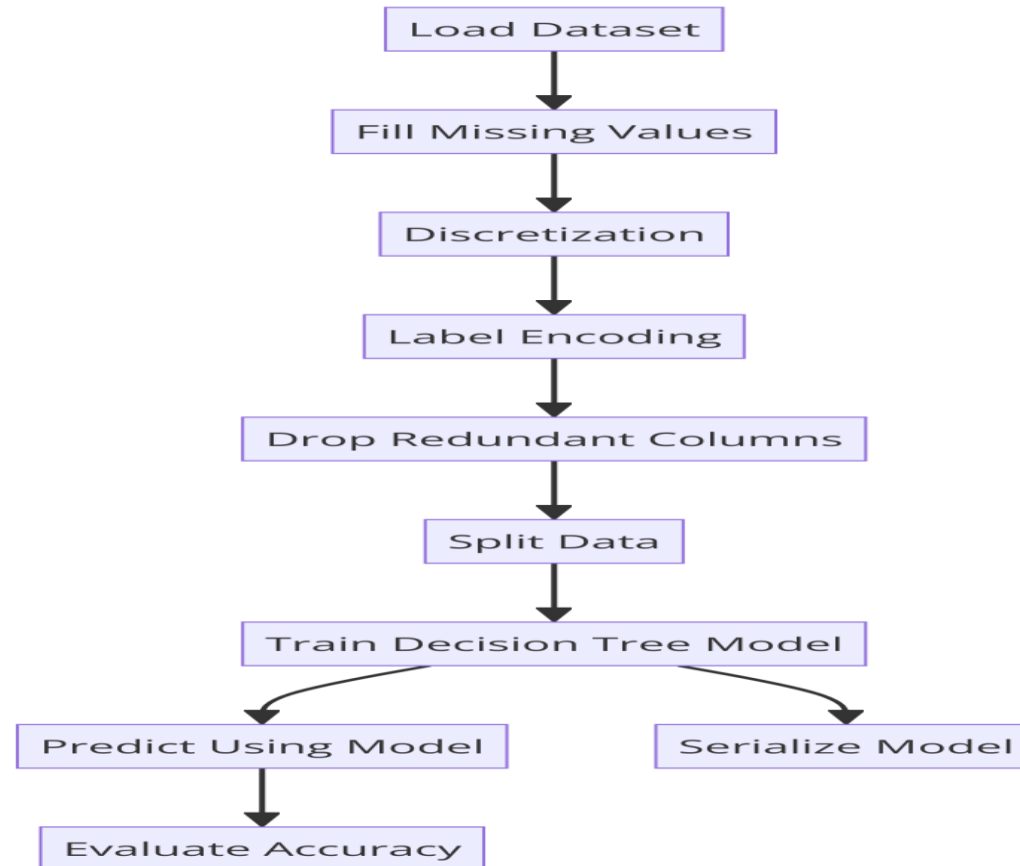 Load Dataset
Fill Missing Values
Discretization
Label Encoding
Drop Redundant Columns
Split Data
Train Decision Tree Model
Predict Using Model
Serialize Model
Evaluate Accuracy